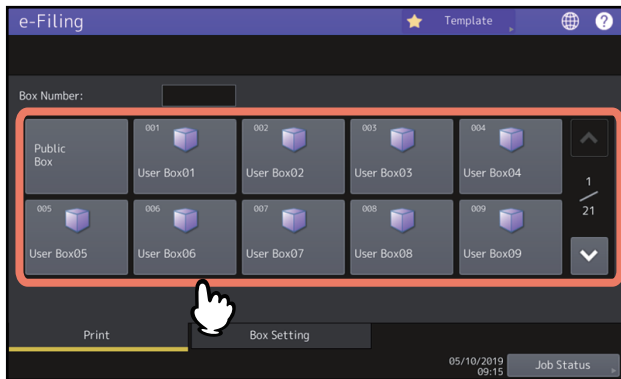 e-Filing
Template
?
Box Number:
Public
Box
001
User Box01
002
User Box02
003
User Box03
004
User Box04
1
21
005
User Box05
006
User Box06
007
User Box07
008
User Box08
009
User Box09
Print
Box Setting
05/10/2019
09:15
Job Status